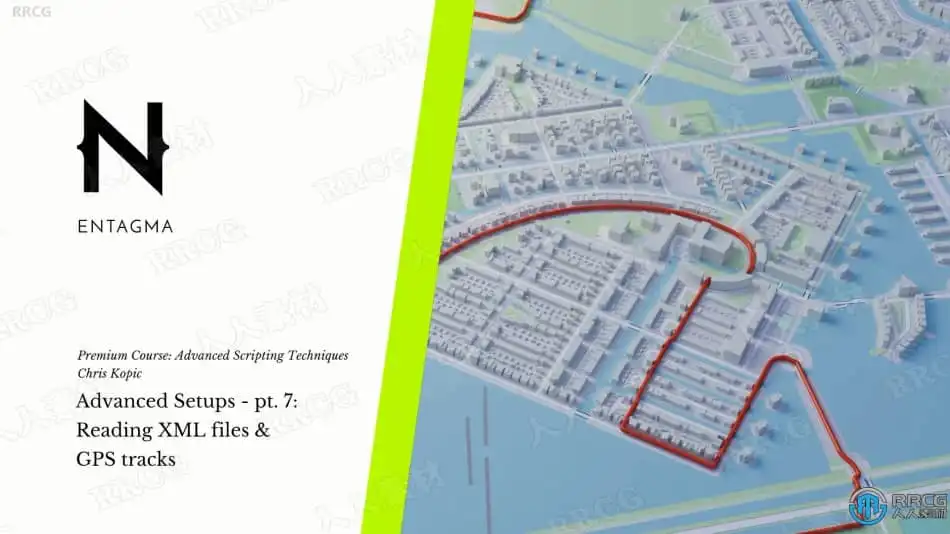 RRCG
N
ENTAGMA
Premium Course: Advanced Scripting Techniques
Chris Kopic
Advanced Setups - pt. 7:
Reading XML files &
GPS tracks
RRCG
人人素材